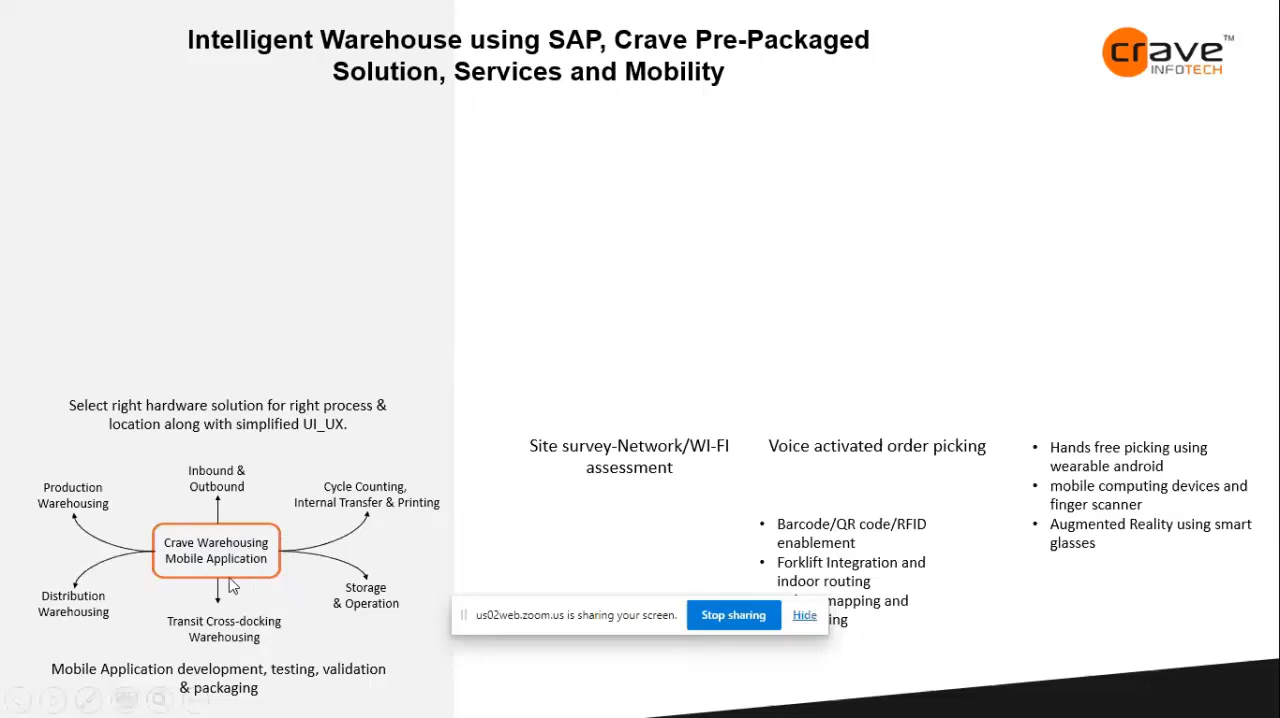 Intelligent Warehouse using SAP, Crave Pre-Packaged
Solution, Services and Mobility
crave TM
INFOTECH
Select right hardware solution for right process &
location along with simplified UI_UX.
Inbound &
Outbound
Production
Warehousing
Cycle Counting,
Internal Transfer & Printing
Crave Warehousing
Mobile Application
Distribution
Warehousing
Storage
& Operation
Transit Cross-docking
Warehousing
Mobile Application development, testing, validation
& packaging
Site survey-Network/WI-FI
assessment
Voice activated order picking
• Barcode/QR code/RFID
enablement
• Forklift Integration and
indoor routing
mapping and
• Hands free picking using
wearable android
• mobile computing devices and
finger scanner
• Augmented Reality using smart
glasses
us02web.zoom.us is sharing your screen.
Stop sharing
Hide